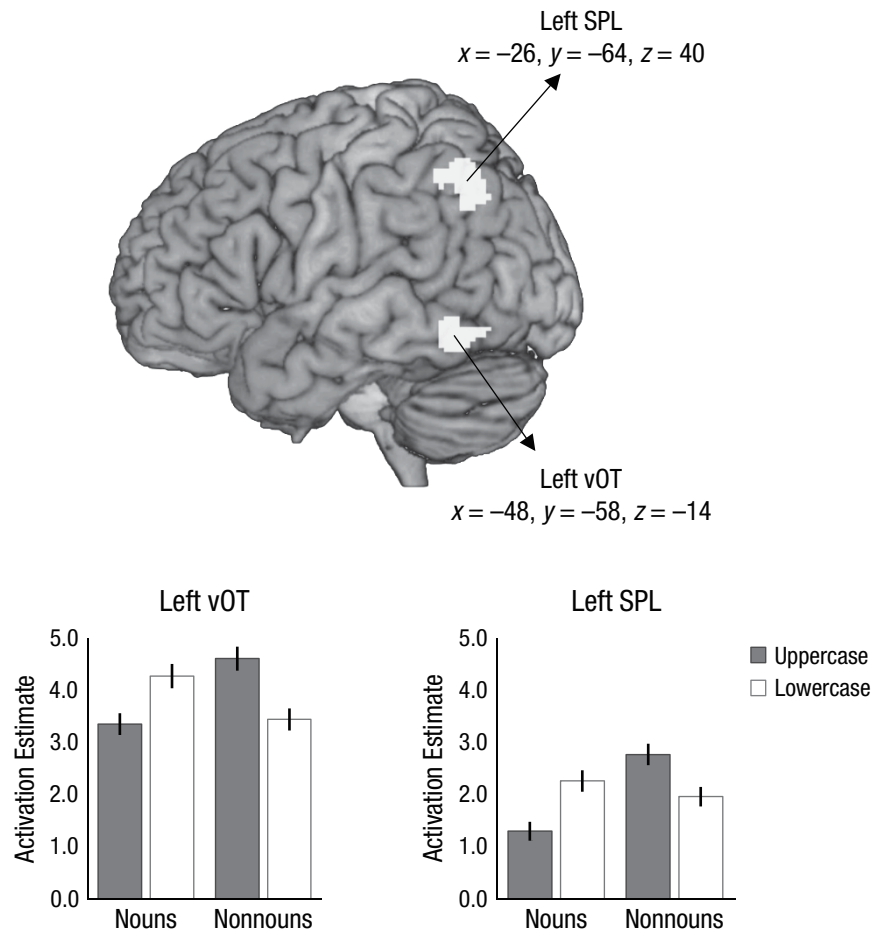 Left SPL
x = –26, y = –64, z = 40
Left vOT
x = –48, y = –58, z = –14
Left vOT
Activation Estimate
5.0
4.0
3.0
2.0
1.0
0.0
Nouns Nonnouns
Left SPL
Activation Estimate
5.0
4.0
3.0
2.0
1.0
0.0
Nouns Nonnouns
Uppercase
Lowercase